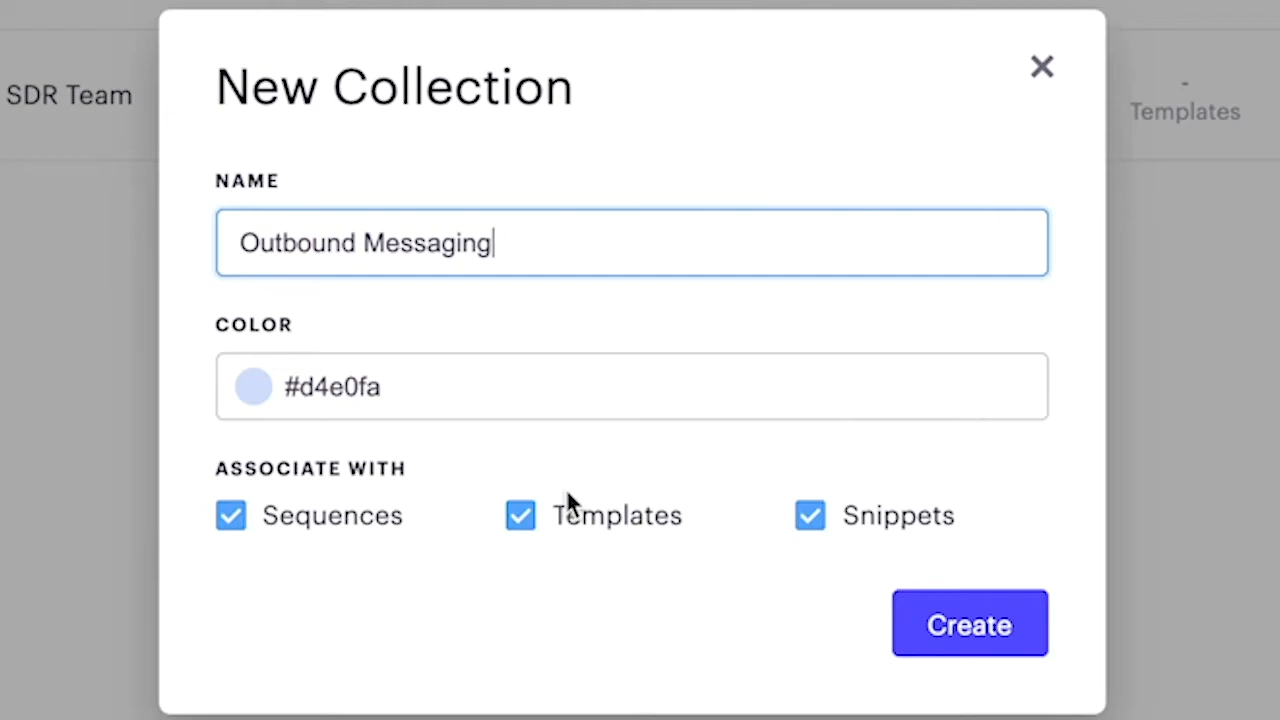 New Collection
SDR Team
-
Templates
NAME
Outbound Messaging
COLOR
#d4e0fa
ASSOCIATE WITH
Sequences Templates Snippets
Create